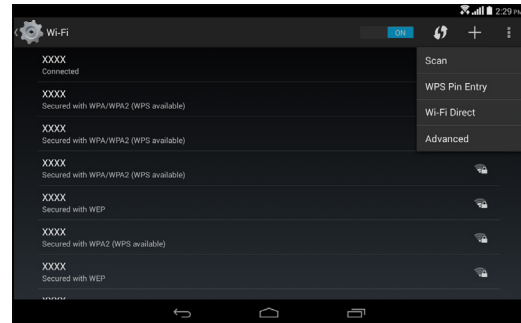 2:29 PM
Wi-Fi
ON
XXXX
Connected
XXXX
Secured with WPA/WPA2 (WPS available)
XXXX
Secured with WPA/WPA2 (WPS available)
XXXX
Secured with WPA/WPA2 (WPS available)
XXXX
Secured with WEP
XXXX
Secured with WPA2 (WPS available)
XXXX
Secured with WEP
XXXX
Scan
WPS Pin Entry
Wi-Fi Direct
Advanced